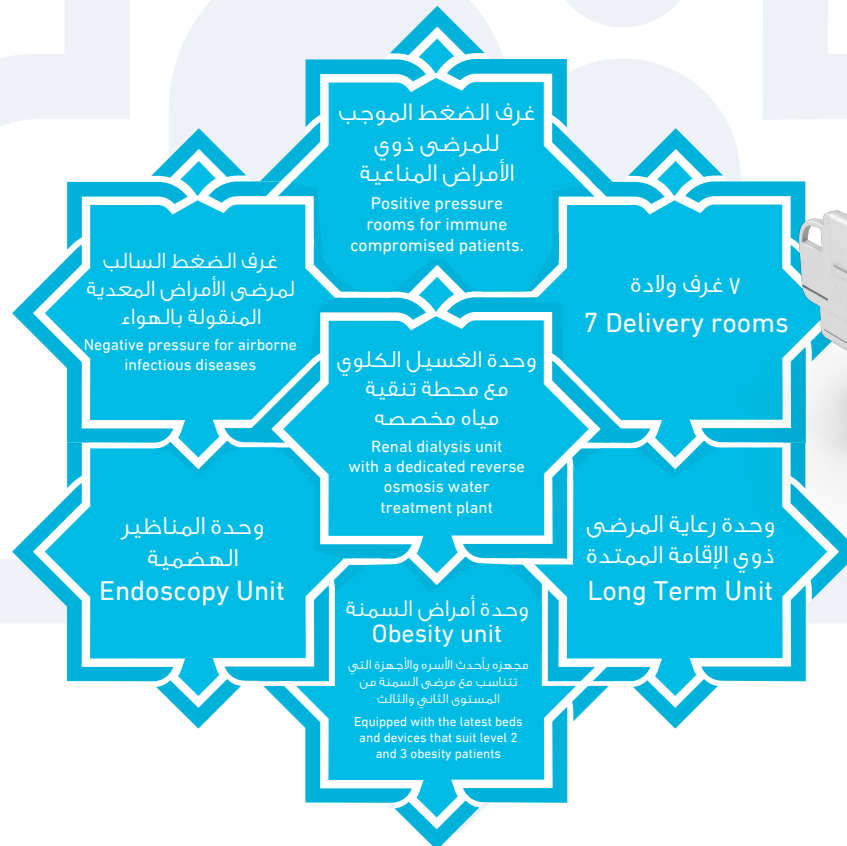 غرف الضغط الموجب
للمرضى ذوي
الأمراض المناعية
Positive pressure
rooms for immune
compromised patients.
غرف الضغط السالب
لمرضى الأمراض المعدية
المنقولة بالهواء
Negative pressure for airborne
infectious diseases
٧ غرف ولادة
7 Delivery rooms
وحدة الغسيل الكلوي
مع محطة تنقية
مياه مخصصه
Renal dialysis unit
with a dedicated reverse
osmosis water
treatment plant
وحدة المناظير
الهضمية
Endoscopy Unit
وحدة رعاية المرضى
ذوي الإقامة الممتدة
Long Term Unit
وحدة أمراض السمنة
Obesity unit
مجهزه بأحدث الأسره والأجهزة التي
تتناسب مع مرضى السمنة من
المستوى الثاني والثالث
Equipped with the latest beds
and devices that suit level 2
and 3 obesity patients